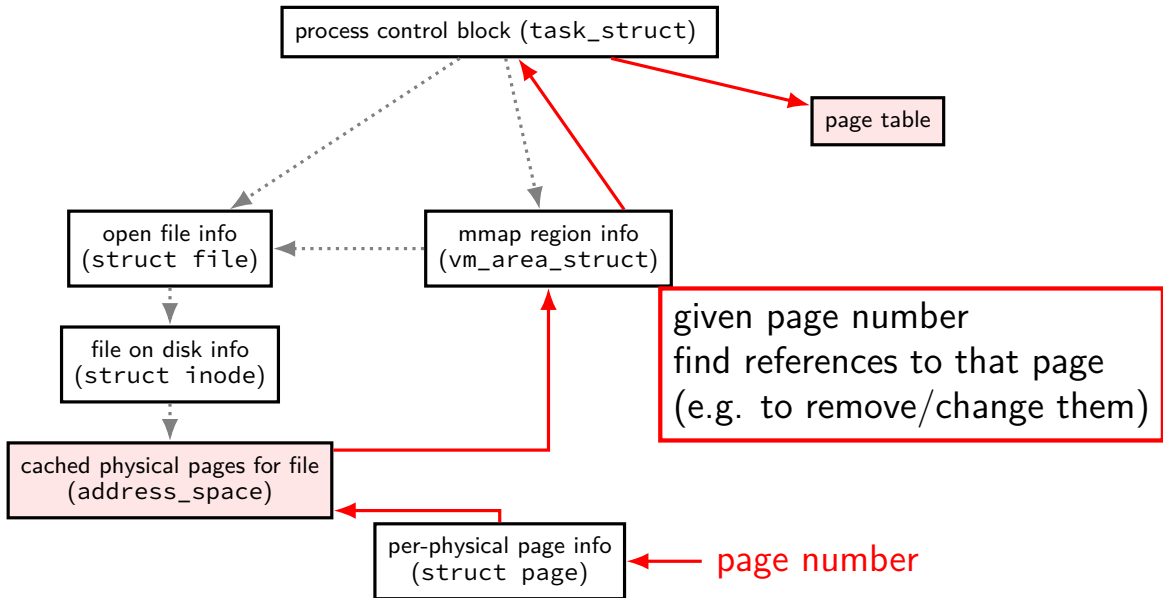 process control block (task_struct)
page table
open file info
(struct file)
mmap region info
(vm_area_struct)
given page number
find references to that page
(e.g. to remove/change them)
file on disk info
(struct inode)
cached physical pages for file
(address_space)
per-physical page info
(struct page)
page number